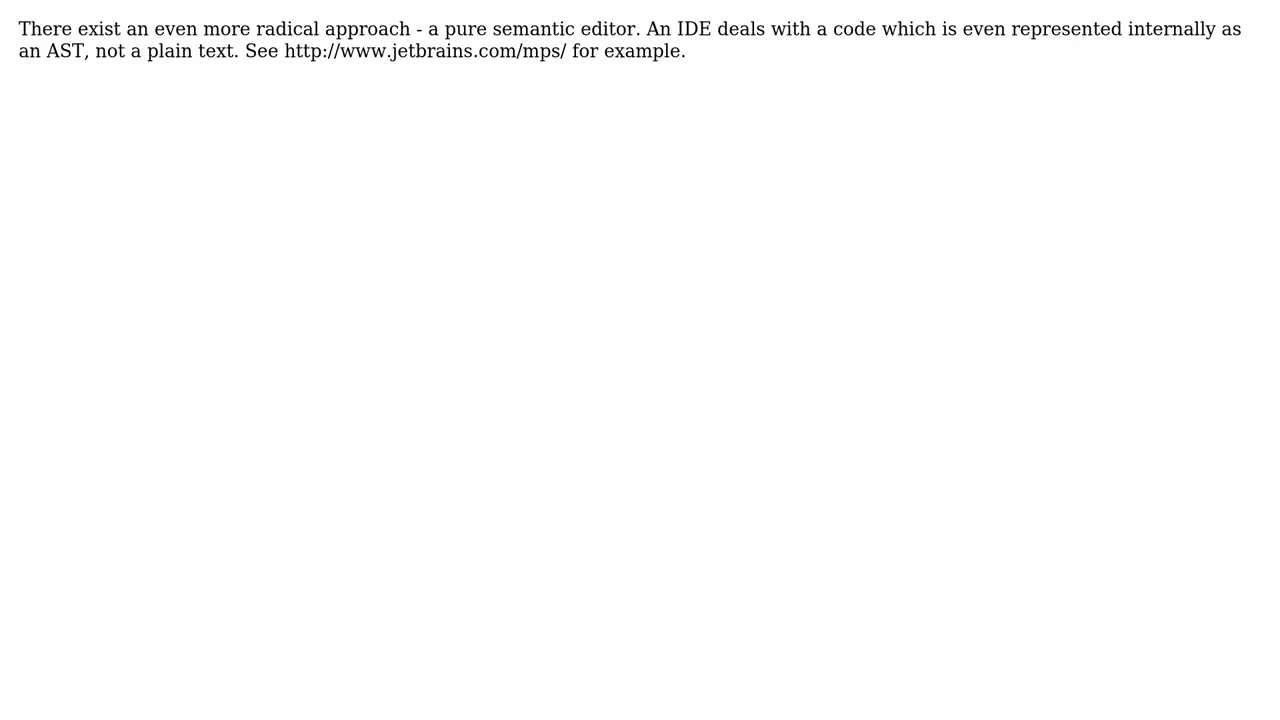 There exist an even more radical approach - a pure semantic editor. An IDE deals with a code which is even represented internally as
an AST, not a plain text. See http://www.jetbrains.com/mps/ for example.